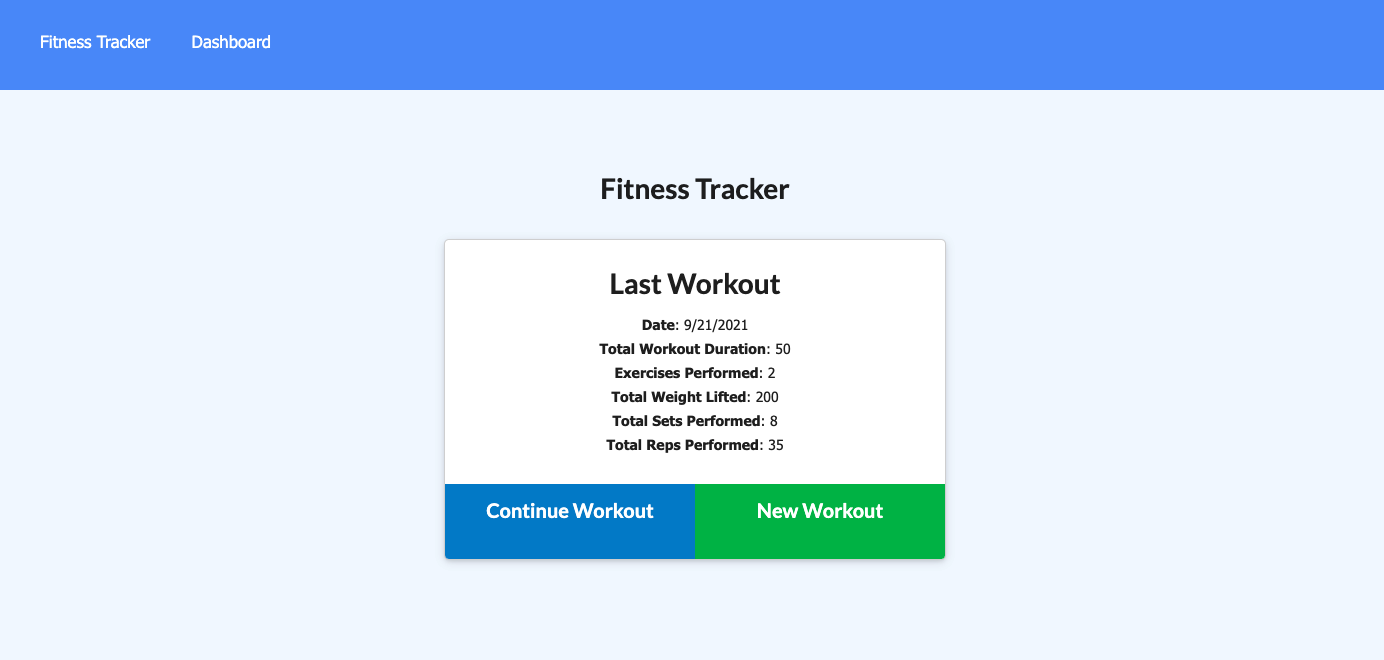 Fitness Tracker Dashboard
Fitness Tracker
Last Workout
Date: 9/21/2021
Total Workout Duration: 50
Exercises Performed: 2
Total Weight Lifted: 200
Total Sets Performed: 8
Total Reps Performed: 35
Continue Workout New Workout